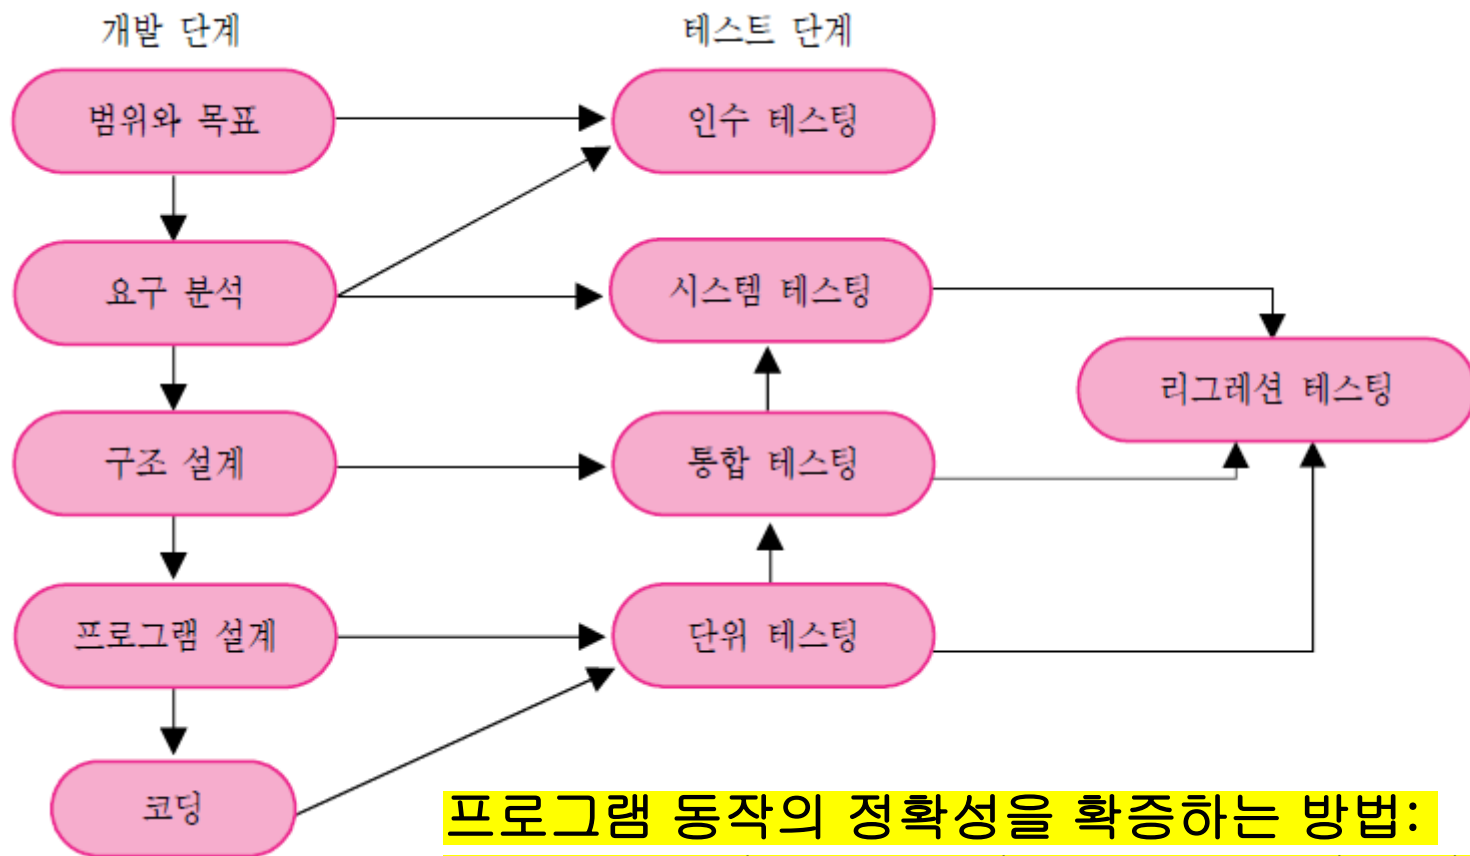 개발 단계
테스트 단계
범위와 목표
인수 테스팅
요구 분석
시스템 테스팅
리그레션 테스팅
구조 설계
통합 테스팅
프로그램 설계
단위 테스팅
코딩
프로그램 동작의 정확성을 확증하는 방법: